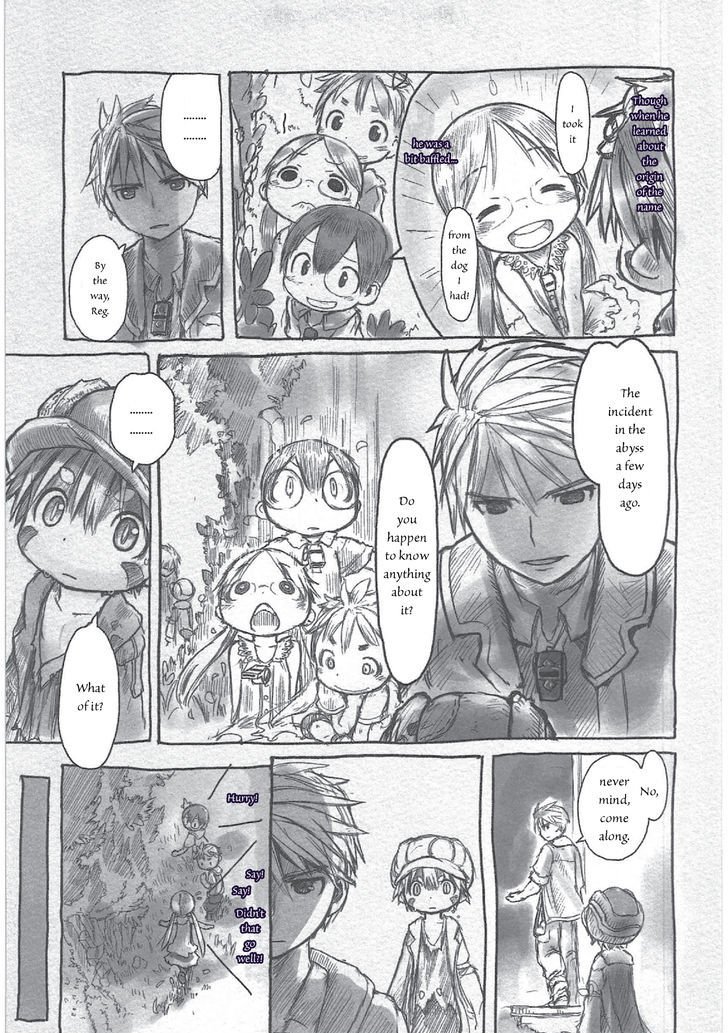 Though
when he
learned
about
the
origin
of the
name
I
took
it
from
the
dog I
had!
he was a
bit baffled...
........
........
By
the
way,
Reg.
The
incident
in the
abyss
a few
days
ago.
Do
you
happen
to know
anything
about
it?
........
........
What
of it?
No,
never
mind,
come
along.
Hurry!
Say!
Say!
Didn't
that
go
well?!